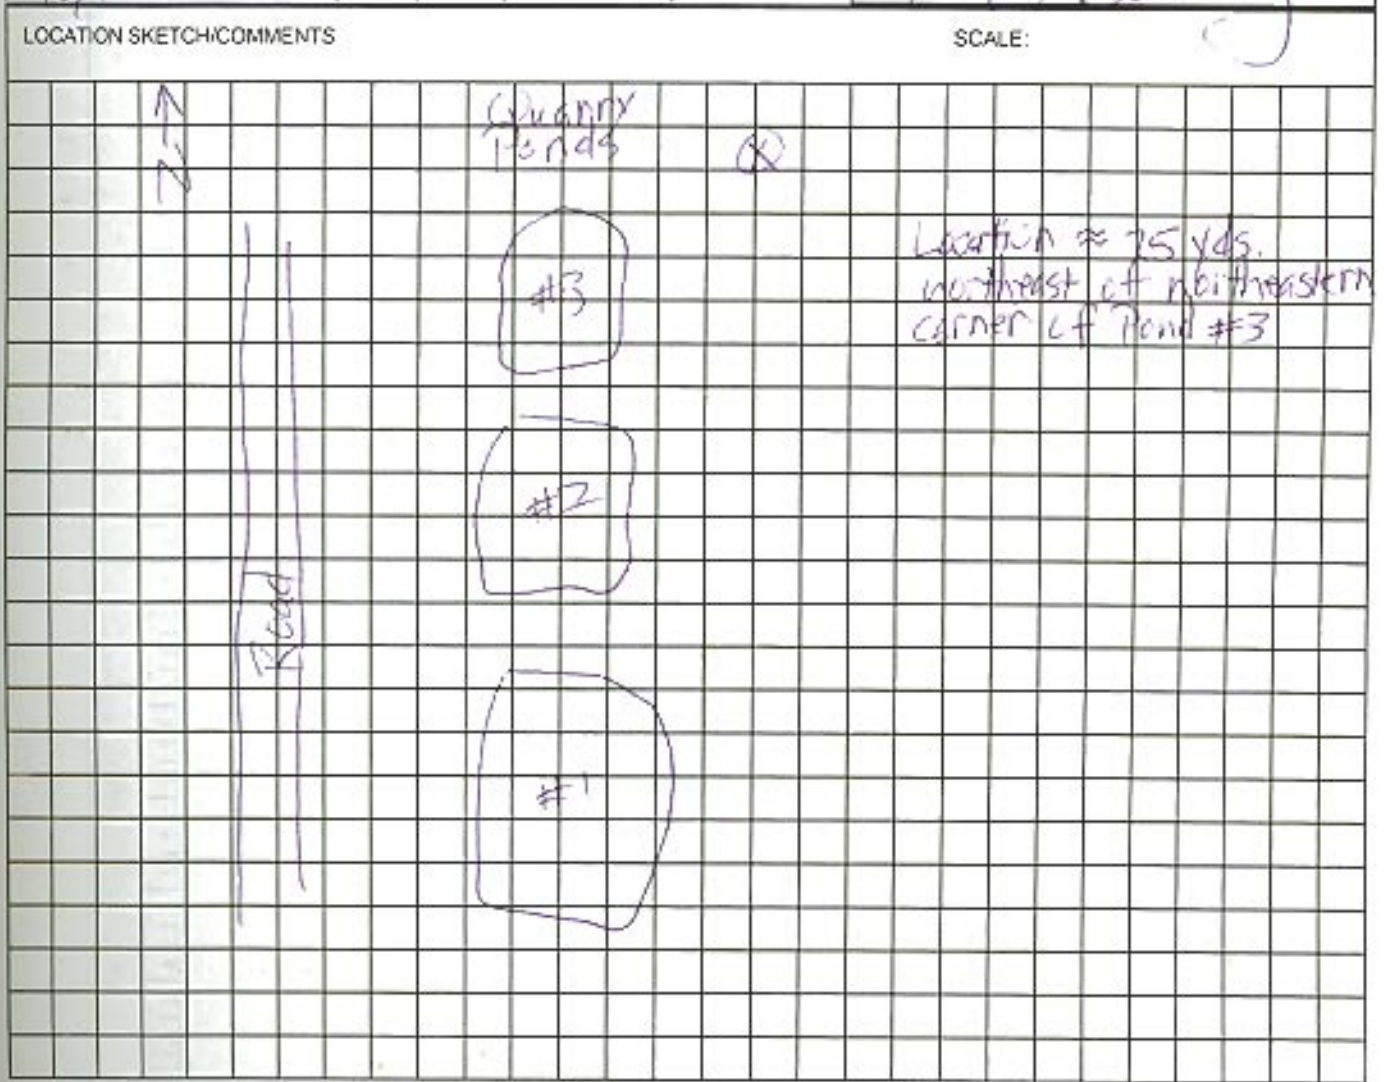 LOCATION SKETCH/COMMENTS
SCALE:
N
Quarry
Ponds
X
Location ≈ 25 yds.
northeast of northeastern
corner of Pond #3
#3
#2
Road
#1